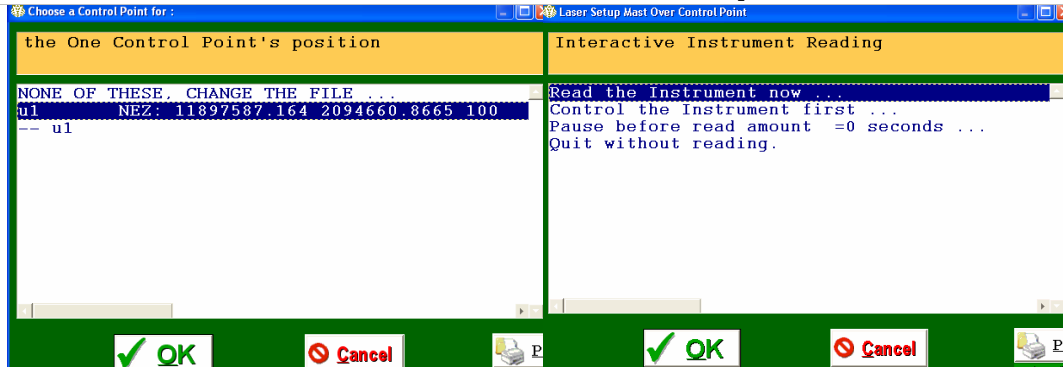 Choose a Control Point for :
the One Control Point's position
NONE OF THESE, CHANGE THE FILE ...
u1 NEZ: 11897587.164 2094660.8665 100
-- u1
OK
Cancel
P
Laser Setup Mast Over Control Point
Interactive Instrument Reading
Read the Instrument now ...
Control the Instrument first ...
Pause before read amount =0 seconds ...
Quit without reading.
OK
Cancel
P